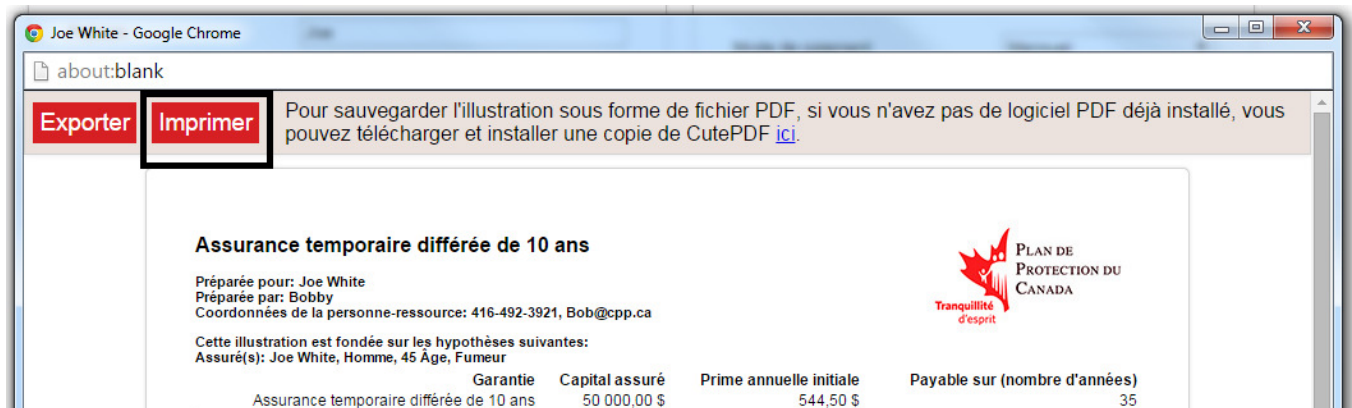 Joe White - Google Chrome
about:blank
Exporter
Imprimer
Pour sauvegarder l'illustration sous forme de fichier PDF, si vous n'avez pas de logiciel PDF déjà installé, vous
pouvez télécharger et installer une copie de CutePDF ici.
Assurance temporaire différée de 10 ans
PLAN DE
PROTECTION DU
CANADA
Tranquillité
d'esprit
Préparée pour: Joe White
Préparée par: Bobby
Coordonnées de la personne-ressource: 416-492-3921, Bob@cpp.ca
Cette illustration est fondée sur les hypothèses suivantes:
Assuré(s): Joe White, Homme, 45 Âge, Fumeur
Garantie Capital assuré Prime annuelle initiale Payable sur (nombre d'années)
Assurance temporaire différée de 10 ans 50 000,00 $ 544,50 $ 35